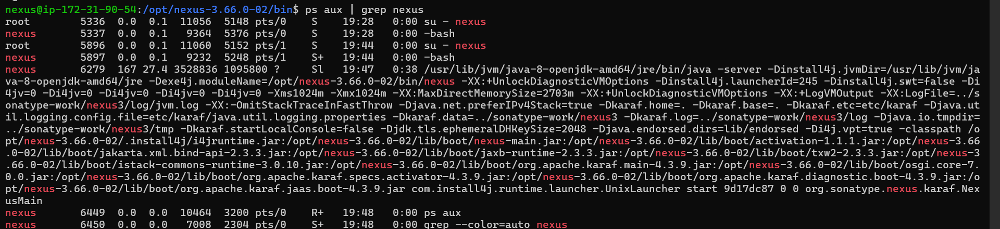 nexus@ip-172-31-90-54:/opt/nexus-3.66.0-02/bin$ ps aux | grep nexus
root        5336  0.0  0.1  11056  5148 pts/0    S    19:28   0:00 su - nexus
nexus       5337  0.0  0.1   9364  5376 pts/0    S    19:28   0:00 -bash
root        5896  0.0  0.1  11060  5152 pts/1    S    19:44   0:00 su - nexus
nexus       5897  0.0  0.1   9232  5248 pts/1    S+   19:44   0:00 -bash
nexus       6279  167 27.4 3528836 1095800 ?     Sl   19:47   0:38 /usr/lib/jvm/java-8-openjdk-amd64/jre/bin/java -server -Dinstall4j.jvmDir=/usr/lib/jvm/ja
va-8-openjdk-amd64/jre -Dexe4j.moduleName=/opt/nexus-3.66.0-02/bin/nexus -XX:+UnlockDiagnosticVMOptions -Dinstall4j.launcherId=245 -Dinstall4j.swt=false -Di
4jv=0 -Di4jv=0 -Di4jv=0 -Di4jv=0 -Di4jv=0 -Xms1024m -Xmx1024m -XX:MaxDirectMemorySize=2703m -XX:+UnlockDiagnosticVMOptions -XX:+LogVMOutput -XX:LogFile=../s
onatype-work/nexus3/log/jvm.log -XX:-OmitStackTraceInFastThrow -Djava.net.preferIPv4Stack=true -Dkaraf.home=. -Dkaraf.base=. -Dkaraf.etc=etc/karaf -Djava.ut
il.logging.config.file=etc/karaf/java.util.logging.properties -Dkaraf.data=../sonatype-work/nexus3 -Dkaraf.log=../sonatype-work/nexus3/log -Djava.io.tmpdir=
../sonatype-work/nexus3/tmp -Dkaraf.startLocalConsole=false -Djdk.tls.ephemeralDHKeySize=2048 -Djava.endorsed.dirs=lib/endorsed -Di4j.vpt=true -classpath /o
pt/nexus-3.66.0-02/.install4j/i4jruntime.jar:/opt/nexus-3.66.0-02/lib/boot/nexus-main.jar:/opt/nexus-3.66.0-02/lib/boot/activation-1.1.1.jar:/opt/nexus-3.66
.0-02/lib/boot/jakarta.xml.bind-api-2.3.3.jar:/opt/nexus-3.66.0-02/lib/boot/jaxb-runtime-2.3.3.jar:/opt/nexus-3.66.0-02/lib/boot/txw2-2.3.3.jar:/opt/nexus-3
.66.0-02/lib/boot/istack-commons-runtime-3.0.10.jar:/opt/nexus-3.66.0-02/lib/boot/org.apache.karaf.main-4.3.9.jar:/opt/nexus-3.66.0-02/lib/boot/osgi.core-7.
0.0.jar:/opt/nexus-3.66.0-02/lib/boot/org.apache.karaf.specs.activator-4.3.9.jar:/opt/nexus-3.66.0-02/lib/boot/org.apache.karaf.diagnostic.boot-4.3.9.jar:/o
pt/nexus-3.66.0-02/lib/boot/org.apache.karaf.jaas.boot-4.3.9.jar com.install4j.runtime.launcher.UnixLauncher start 9d17dc87 0 0 org.sonatype.nexus.karaf.Nex
usMain
nexus       6449  0.0  0.0  10464  3200 pts/0    R+   19:48   0:00 ps aux
nexus       6450  0.0  0.0   7008  2304 pts/0    S+   19:48   0:00 grep --color=auto nexus